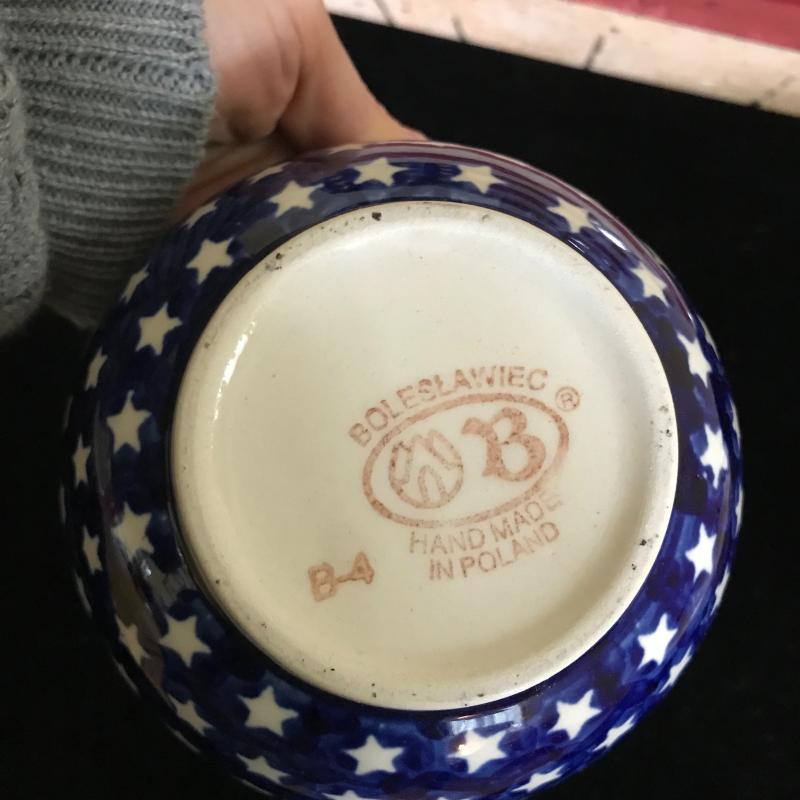 BOLESŁAWIEC ®
B
HAND MADE
IN POLAND
B-4